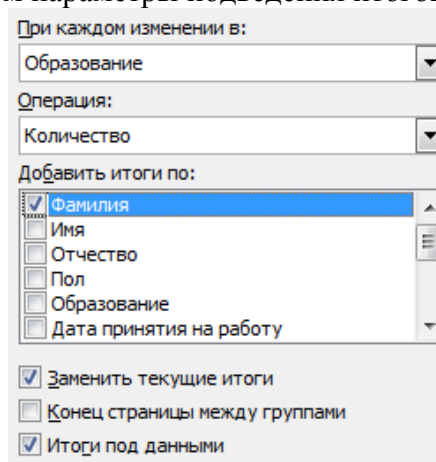 При каждом изменении в:
Образование
Операция:
Количество
Добавить итоги по:
Фамилия
Имя
Отчество
Пол
Образование
Дата принятия на работу
Заменить текущие итоги
Конец страницы между группами
Итоги под данными